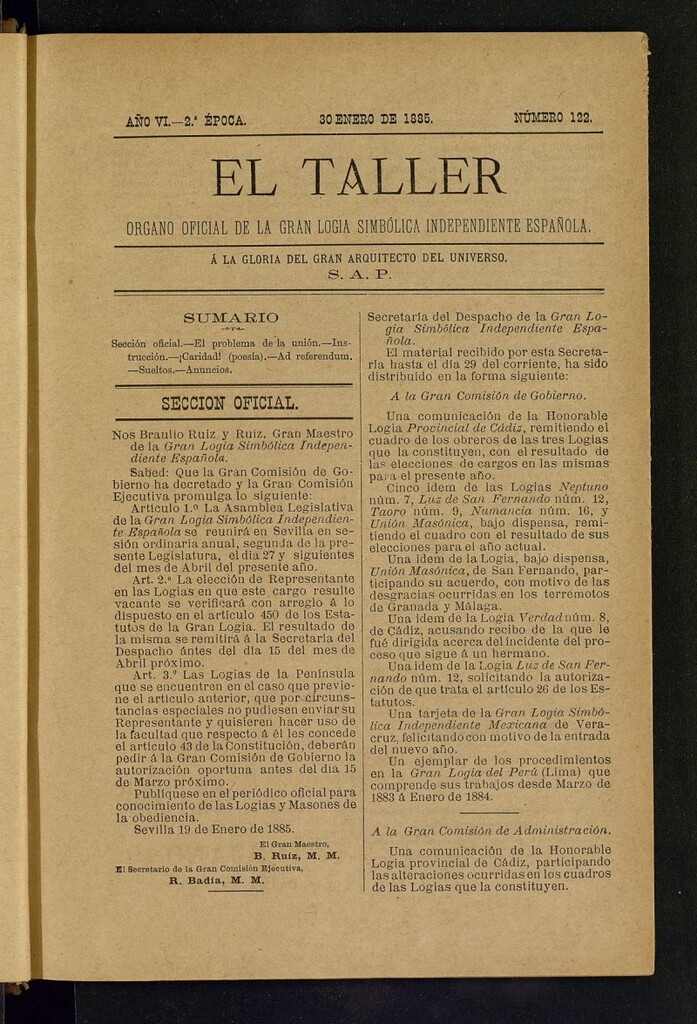 AÑO VI.—2.ª ÉPOCA. 30 ENERO DE 1885. NÚMERO 122.
EL TALLER
ORGANO OFICIAL DE LA GRAN LOGIA SIMBÓLICA INDEPENDIENTE ESPAÑOLA.
Á LA GLORIA DEL GRAN ARQUITECTO DEL UNIVERSO.
S. A. P.
SUMARIO
Sección oficial.—El problema de la unión.—Ins-
trucción.—¡Caridad! (poesía).—Ad referendum.
—Sueltos.—Anuncios.
SECCION OFICIAL.
Nos Braulio Ruiz y Ruiz, Gran Maestro
de la Gran Logia Simbólica Indepen-
diente Española.
Sabed: Que la Gran Comisión de Go-
bierno ha decretado y la Gran Comisión
Ejecutiva promulga lo siguiente:
Artículo 1.º La Asamblea Legislativa
de la Gran Logia Simbólica Independien-
te Española se reunirá en Sevilla en se-
sión ordinaria anual, segunda de la pre-
sente Legislatura, el dia 27 y siguientes
del mes de Abril del presente año.
Art. 2.º La elección de Representante
en las Logias en que este cargo resulte
vacante se verificará con arreglo á lo
dispuesto en el artículo 450 de los Esta-
tutos de la Gran Logia. El resultado de
la misma se remitirá á la Secretaría del
Despacho ántes del dia 15 del mes de
Abril próximo.
Art. 3.º Las Logias de la Península
que se encuentren en el caso que previe-
ne el artículo anterior, que por circuns-
tancias especiales no pudiesen enviar su
Representante y quisieren hacer uso de
la facultad que respecto á él les concede
el artículo 43 de la Constitución, deberán
pedir á la Gran Comisión de Gobierno la
autorización oportuna antes del dia 15
de Marzo próximo.
Publíquese en el periódico oficial para
conocimiento de las Logias y Masones de
la obediencia.
Sevilla 19 de Enero de 1885.
El Gran Maestro,
B. Ruiz, M. M.
El Secretario de la Gran Comisión Ejecutiva,
R. Badía, M. M.
Secretaría del Despacho de la Gran Lo-
gia Simbólica Independiente Espa-
ñola.
El material recibido por esta Secreta-
ría hasta el día 29 del corriente, ha sido
distribuido en la forma siguiente:
A la Gran Comisión de Gobierno.
Una comunicación de la Honorable
Logia Provincial de Cádiz, remitiendo el
cuadro de los obreros de las tres Logias
que la constituyen, con el resultado de
las elecciones de cargos en las mismas
para el presente año.
Cinco idem de las Logias Neptuno
núm. 7, Luz de San Fernando núm. 12,
Taoro núm. 9, Numancia núm. 16, y
Unión Masónica, bajo dispensa, remi-
tiendo el cuadro con el resultado de sus
elecciones para el año actual.
Una idem de la Logia, bajo dispensa,
Unión Masónica, de San Fernando, par-
ticipando su acuerdo, con motivo de las
desgracias ocurridas en los terremotos
de Granada y Málaga.
Una idem de la Logia Verdad núm. 8,
de Cádiz, acusando recibo de la que le
fué dirigida acerca del incidente del pro-
ceso que sigue á un hermano.
Una idem de la Logia Luz de San Fer-
nando núm. 12, solicitando la autoriza-
ción de que trata el artículo 26 de los Es-
tatutos.
Una tarjeta de la Gran Logia Simbó-
lica Independiente Mexicana de Vera-
cruz, felicitando con motivo de la entrada
del nuevo año.
Un ejemplar de los procedimientos
en la Gran Logia del Perú (Lima) que
comprende sus trabajos desde Marzo de
1883 á Enero de 1884.
A la Gran Comisión de Administración.
Una comunicación de la Honorable
Logia provincial de Cádiz, participando
las alteraciones ocurridas en los cuadros
de las Logias que la constituyen.